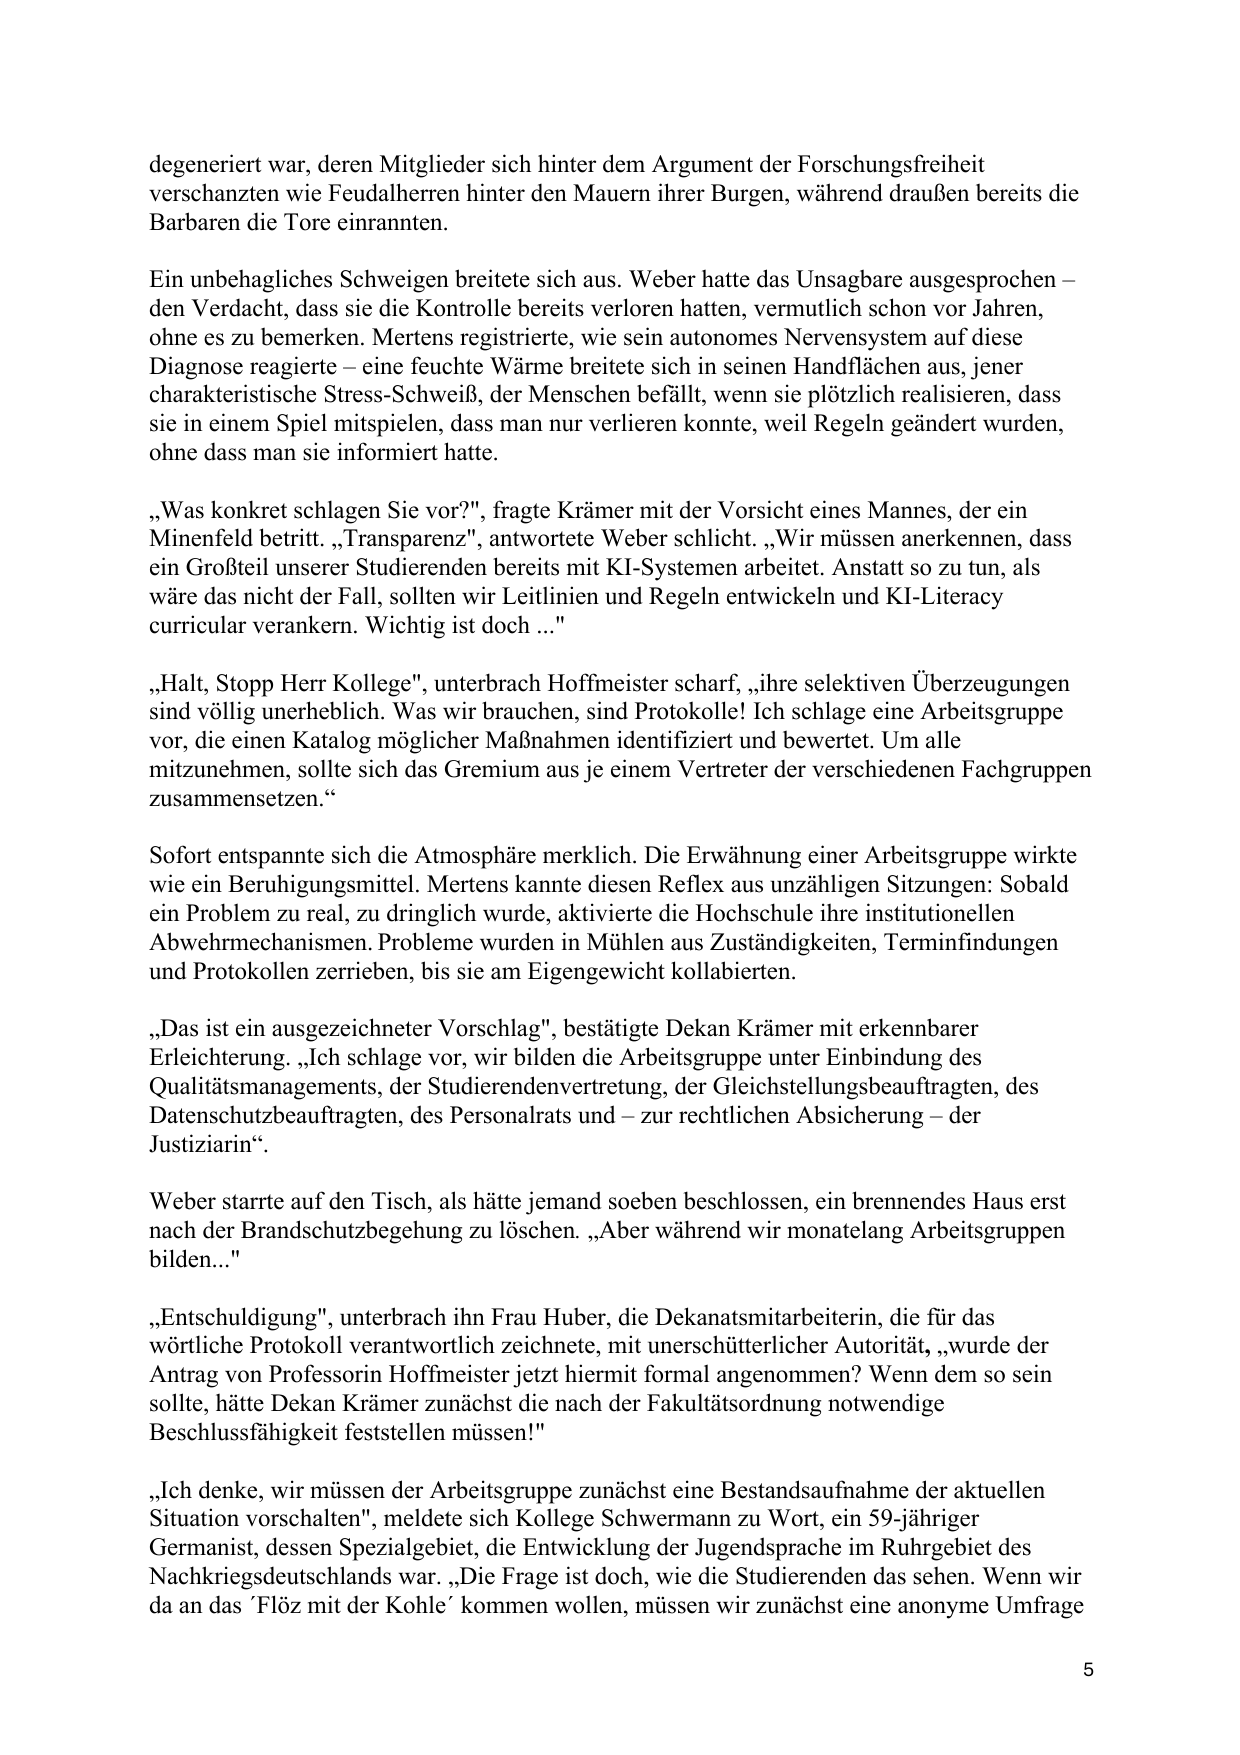 degeneriert war, deren Mitglieder sich hinter dem Argument der Forschungsfreiheit
verschanzten wie Feudalherren hinter den Mauern ihrer Burgen, während draußen bereits die
Barbaren die Tore einrannten.
Ein unbehagliches Schweigen breitete sich aus. Weber hatte das Unsagbare ausgesprochen –
den Verdacht, dass sie die Kontrolle bereits verloren hatten, vermutlich schon vor Jahren,
ohne es zu bemerken. Mertens registrierte, wie sein autonomes Nervensystem auf diese
Diagnose reagierte – eine feuchte Wärme breitete sich in seinen Handflächen aus, jener
charakteristische Stress-Schweiß, der Menschen befällt, wenn sie plötzlich realisieren, dass
sie in einem Spiel mitspielen, dass man nur verlieren konnte, weil Regeln geändert wurden,
ohne dass man sie informiert hatte.
„Was konkret schlagen Sie vor?", fragte Krämer mit der Vorsicht eines Mannes, der ein
Minenfeld betritt. „Transparenz", antwortete Weber schlicht. „Wir müssen anerkennen, dass
ein Großteil unserer Studierenden bereits mit KI-Systemen arbeitet. Anstatt so zu tun, als
wäre das nicht der Fall, sollten wir Leitlinien und Regeln entwickeln und KI-Literacy
curricular verankern. Wichtig ist doch ..."
„Halt, Stopp Herr Kollege", unterbrach Hoffmeister scharf, „ihre selektiven Überzeugungen
sind völlig unerheblich. Was wir brauchen, sind Protokolle! Ich schlage eine Arbeitsgruppe
vor, die einen Katalog möglicher Maßnahmen identifiziert und bewertet. Um alle
mitzunehmen, sollte sich das Gremium aus je einem Vertreter der verschiedenen Fachgruppen
zusammensetzen.“
Sofort entspannte sich die Atmosphäre merklich. Die Erwähnung einer Arbeitsgruppe wirkte
wie ein Beruhigungsmittel. Mertens kannte diesen Reflex aus unzähligen Sitzungen: Sobald
ein Problem zu real, zu dringlich wurde, aktivierte die Hochschule ihre institutionellen
Abwehrmechanismen. Probleme wurden in Mühlen aus Zuständigkeiten, Terminfindungen
und Protokollen zerrieben, bis sie am Eigengewicht kollabierten.
„Das ist ein ausgezeichneter Vorschlag", bestätigte Dekan Krämer mit erkennbarer
Erleichterung. „Ich schlage vor, wir bilden die Arbeitsgruppe unter Einbindung des
Qualitätsmanagements, der Studierendenvertretung, der Gleichstellungsbeauftragten, des
Datenschutzbeauftragten, des Personalrats und – zur rechtlichen Absicherung – der
Justiziarin“.
Weber starrte auf den Tisch, als hätte jemand soeben beschlossen, ein brennendes Haus erst
nach der Brandschutzbegehung zu löschen. „Aber während wir monatelang Arbeitsgruppen
bilden..."
„Entschuldigung", unterbrach ihn Frau Huber, die Dekanatsmitarbeiterin, die für das
wörtliche Protokoll verantwortlich zeichnete, mit unerschütterlicher Autorität, „wurde der
Antrag von Professorin Hoffmeister jetzt hiermit formal angenommen? Wenn dem so sein
sollte, hätte Dekan Krämer zunächst die nach der Fakultätsordnung notwendige
Beschlussfähigkeit feststellen müssen!"
„Ich denke, wir müssen der Arbeitsgruppe zunächst eine Bestandsaufnahme der aktuellen
Situation vorschalten", meldete sich Kollege Schwermann zu Wort, ein 59-jähriger
Germanist, dessen Spezialgebiet, die Entwicklung der Jugendsprache im Ruhrgebiet des
Nachkriegsdeutschlands war. „Die Frage ist doch, wie die Studierenden das sehen. Wenn wir
da an das ´Flöz mit der Kohle´ kommen wollen, müssen wir zunächst eine anonyme Umfrage
5